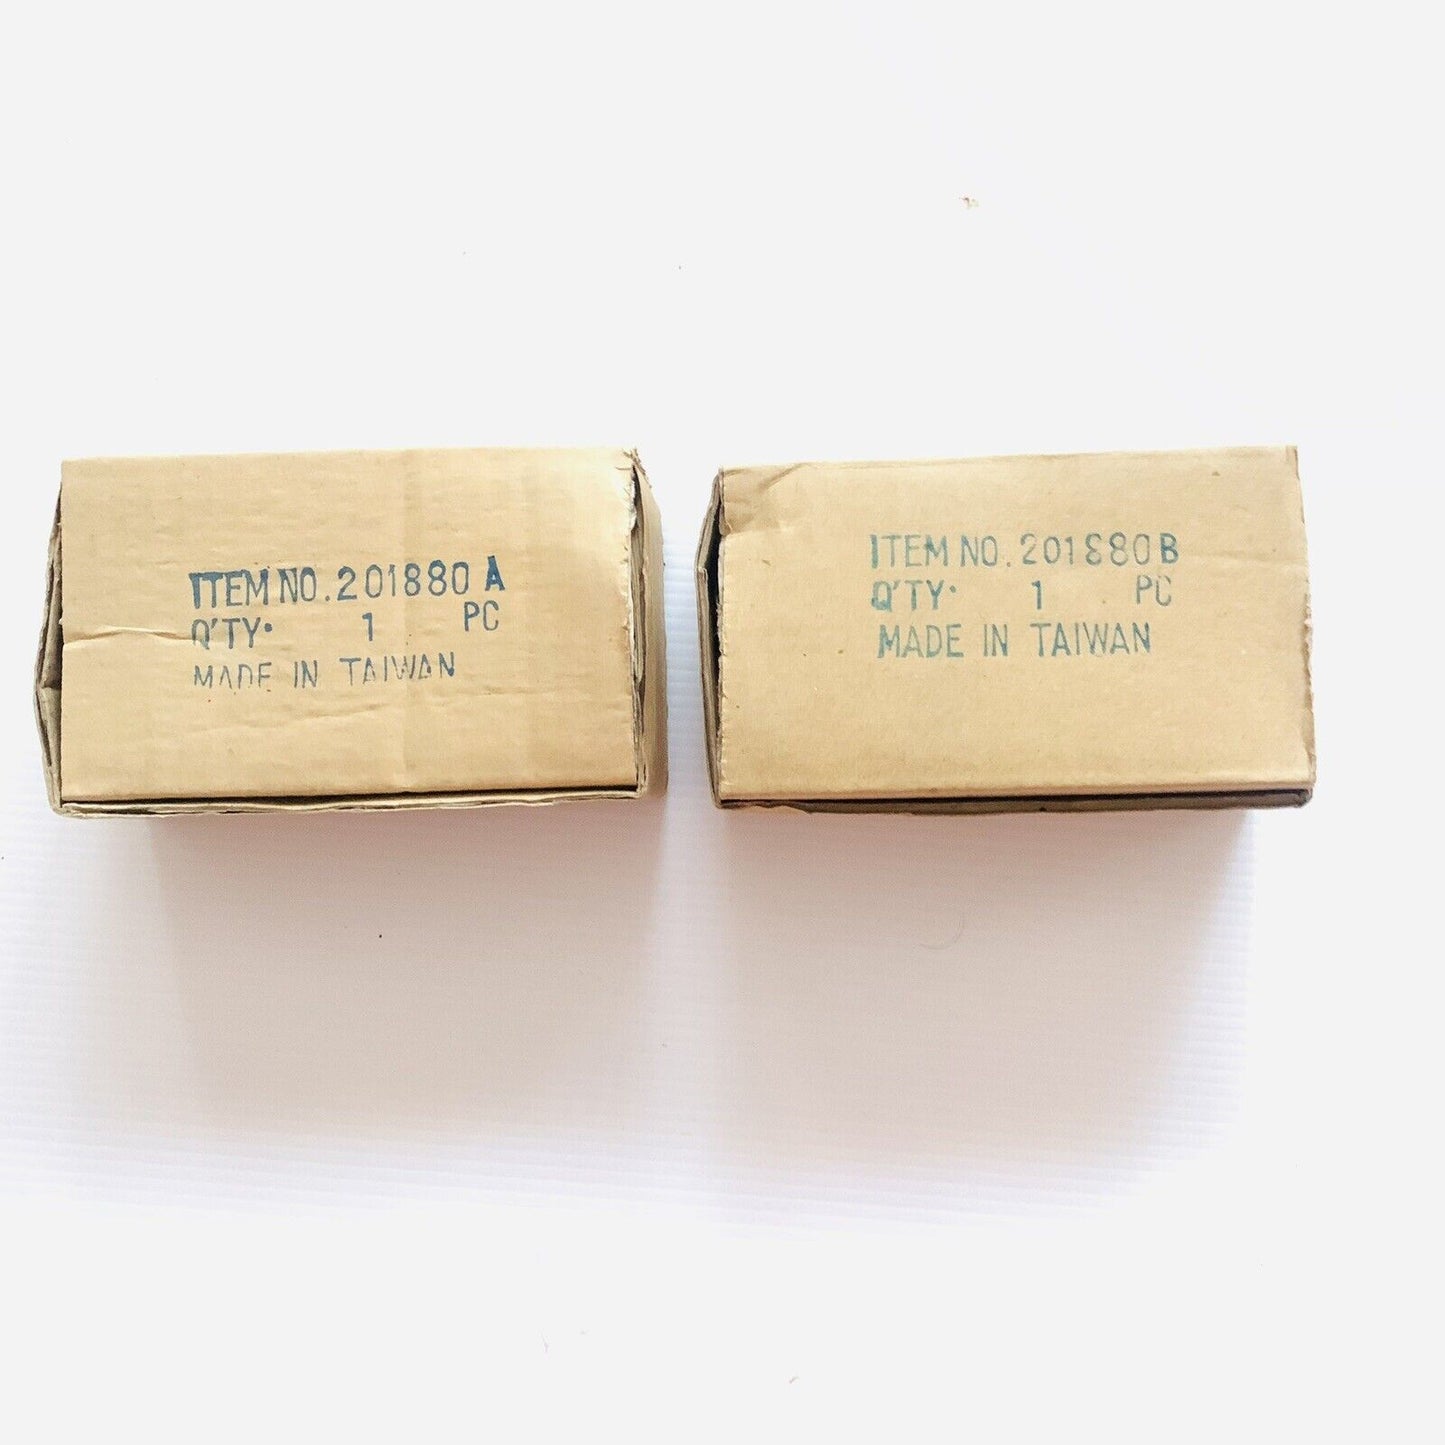 ITEM NO. 201880 A
Q'TY• 1 PC
MADE IN TAIWAN
ITEM NO. 201880 B
Q'TY• 1 PC
MADE IN TAIWAN